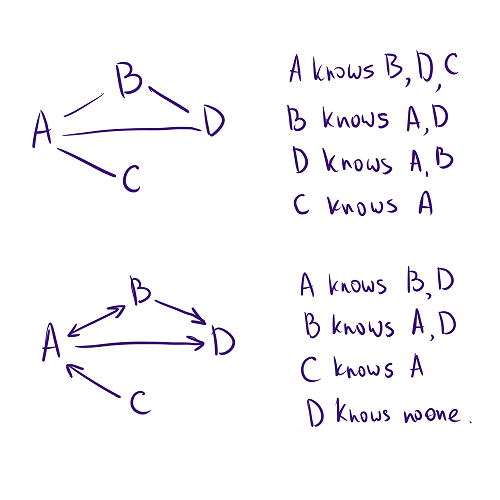 B
A
D
C
A knows B, D, C
B knows A, D
D knows A, B
C knows A
B
A
D
C
A knows B, D
B knows A, D
C knows A
D knows noone.